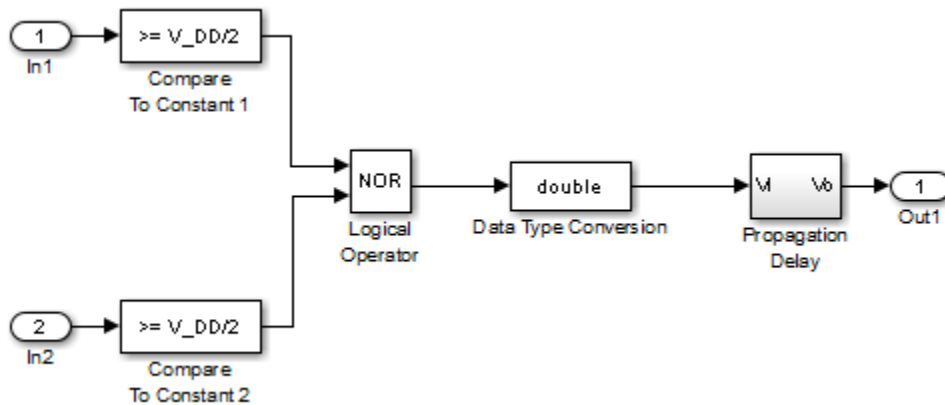 1
In1
>= V_DD/2
Compare
To Constant 1
NOR
Logical
Operator
double
Data Type Conversion
Vi Vo
Propagation
Delay
1
Out1
2
In2
>= V_DD/2
Compare
To Constant 2